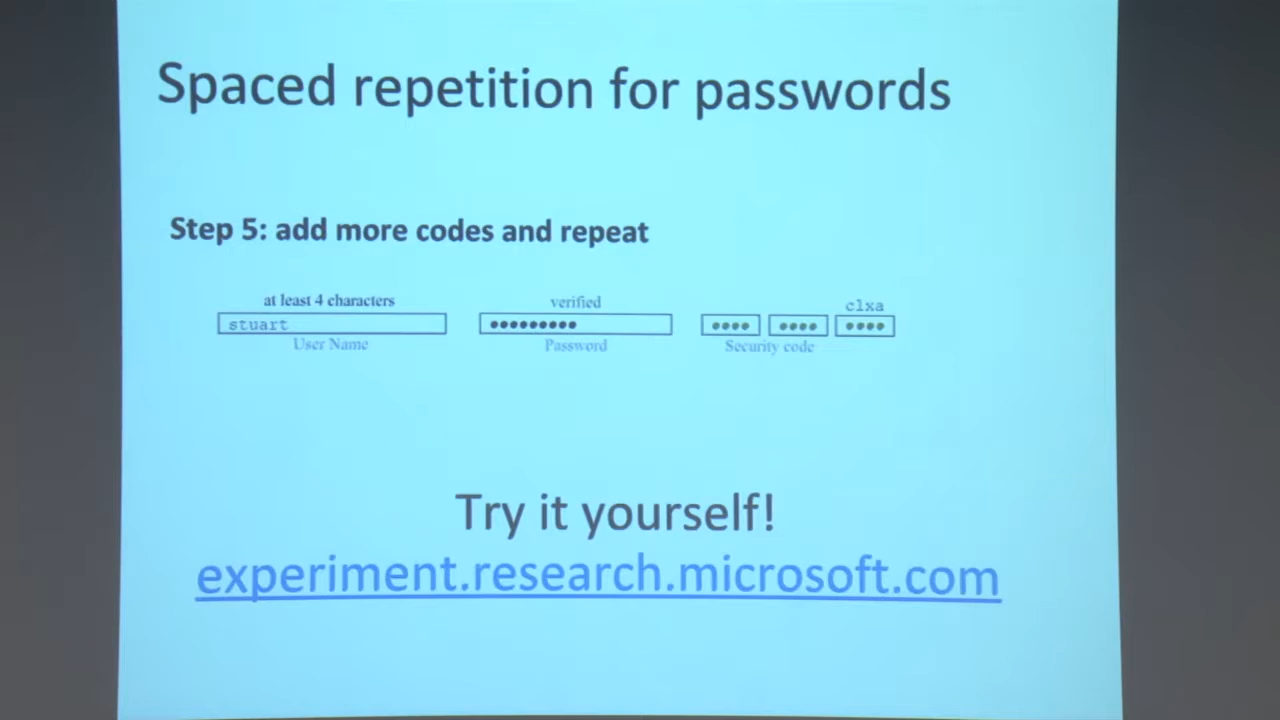 Spaced repetition for passwords
Step 5: add more codes and repeat
at least 4 characters verified clxa
stuart ●●●●●●●●● ●●●● ●●●● ●●●●
User Name Password Security code
Try it yourself!
experiment.research.microsoft.com